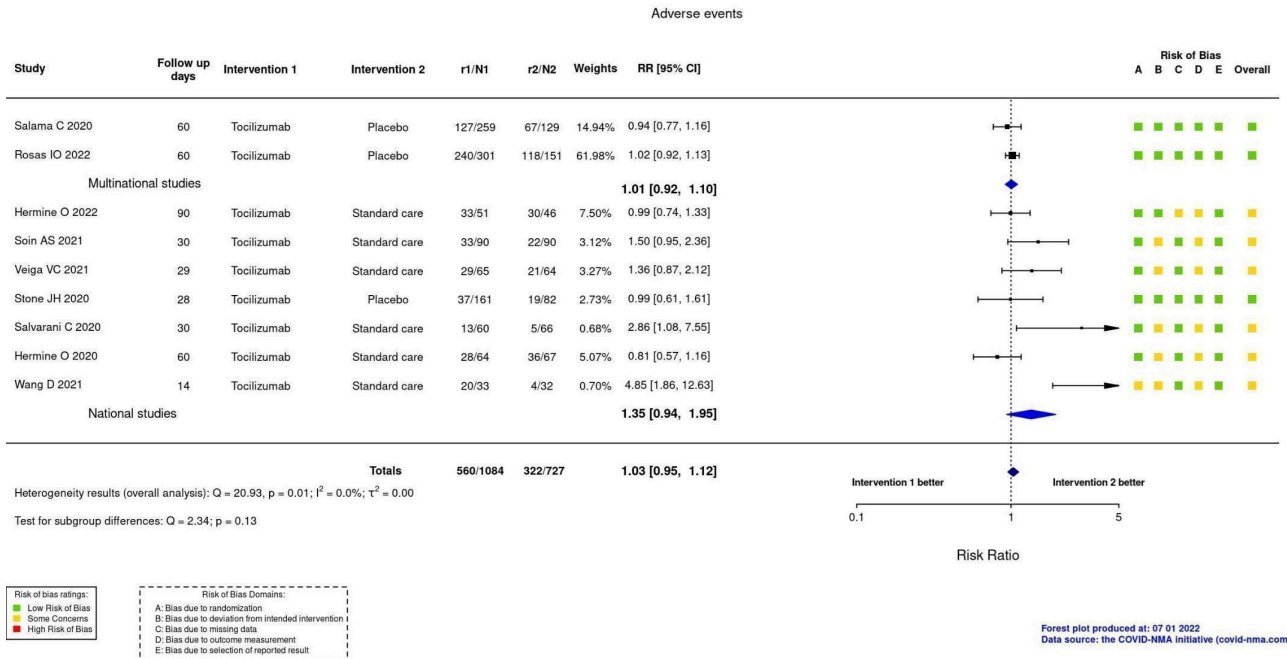 Adverse events
Risk of Bias
Study Follow up days Intervention 1 Intervention 2 r1/N1 r2/N2 Weights RR [95% CI] A B C D E Overall
Salama C 2020 60 Tocilizumab Placebo 127/259 67/129 14.94% 0.94 [0.77, 1.16]
Rosas IO 2022 60 Tocilizumab Placebo 240/301 118/151 61.98% 1.02 [0.92, 1.13]
Multinational studies 1.01 [0.92, 1.10]
Hermine O 2022 90 Tocilizumab Standard care 33/51 30/46 7.50% 0.99 [0.74, 1.33]
Soin AS 2021 30 Tocilizumab Standard care 33/90 22/90 3.12% 1.50 [0.95, 2.36]
Veiga VC 2021 29 Tocilizumab Standard care 29/65 21/64 3.27% 1.36 [0.87, 2.12]
Stone JH 2020 28 Tocilizumab Placebo 37/161 19/82 2.73% 0.99 [0.61, 1.61]
Salvarani C 2020 30 Tocilizumab Standard care 13/60 5/66 0.68% 2.86 [1.08, 7.55]
Hermine O 2020 60 Tocilizumab Standard care 28/64 36/67 5.07% 0.81 [0.57, 1.16]
Wang D 2021 14 Tocilizumab Standard care 20/33 4/32 0.70% 4.85 [1.86, 12.63]
National studies 1.35 [0.94, 1.95]
Totals 560/1084 322/727 1.03 [0.95, 1.12]
Intervention 1 better Intervention 2 better
Heterogeneity results (overall analysis): Q = 20.93, p = 0.01; I² = 0.0%; τ² = 0.00
Test for subgroup differences: Q = 2.34; p = 0.13
0.1 1 5
Risk Ratio
Risk of bias ratings:
Low Risk of Bias
Some Concerns
High Risk of Bias
Risk of Bias Domains:
A: Bias due to randomization
B: Bias due to deviation from intended intervention
C: Bias due to missing data
D: Bias due to outcome measurement
E: Bias due to selection of reported result
Forest plot produced at: 07 01 2022
Data source: the COVID-NMA initiative (covid-nma.com